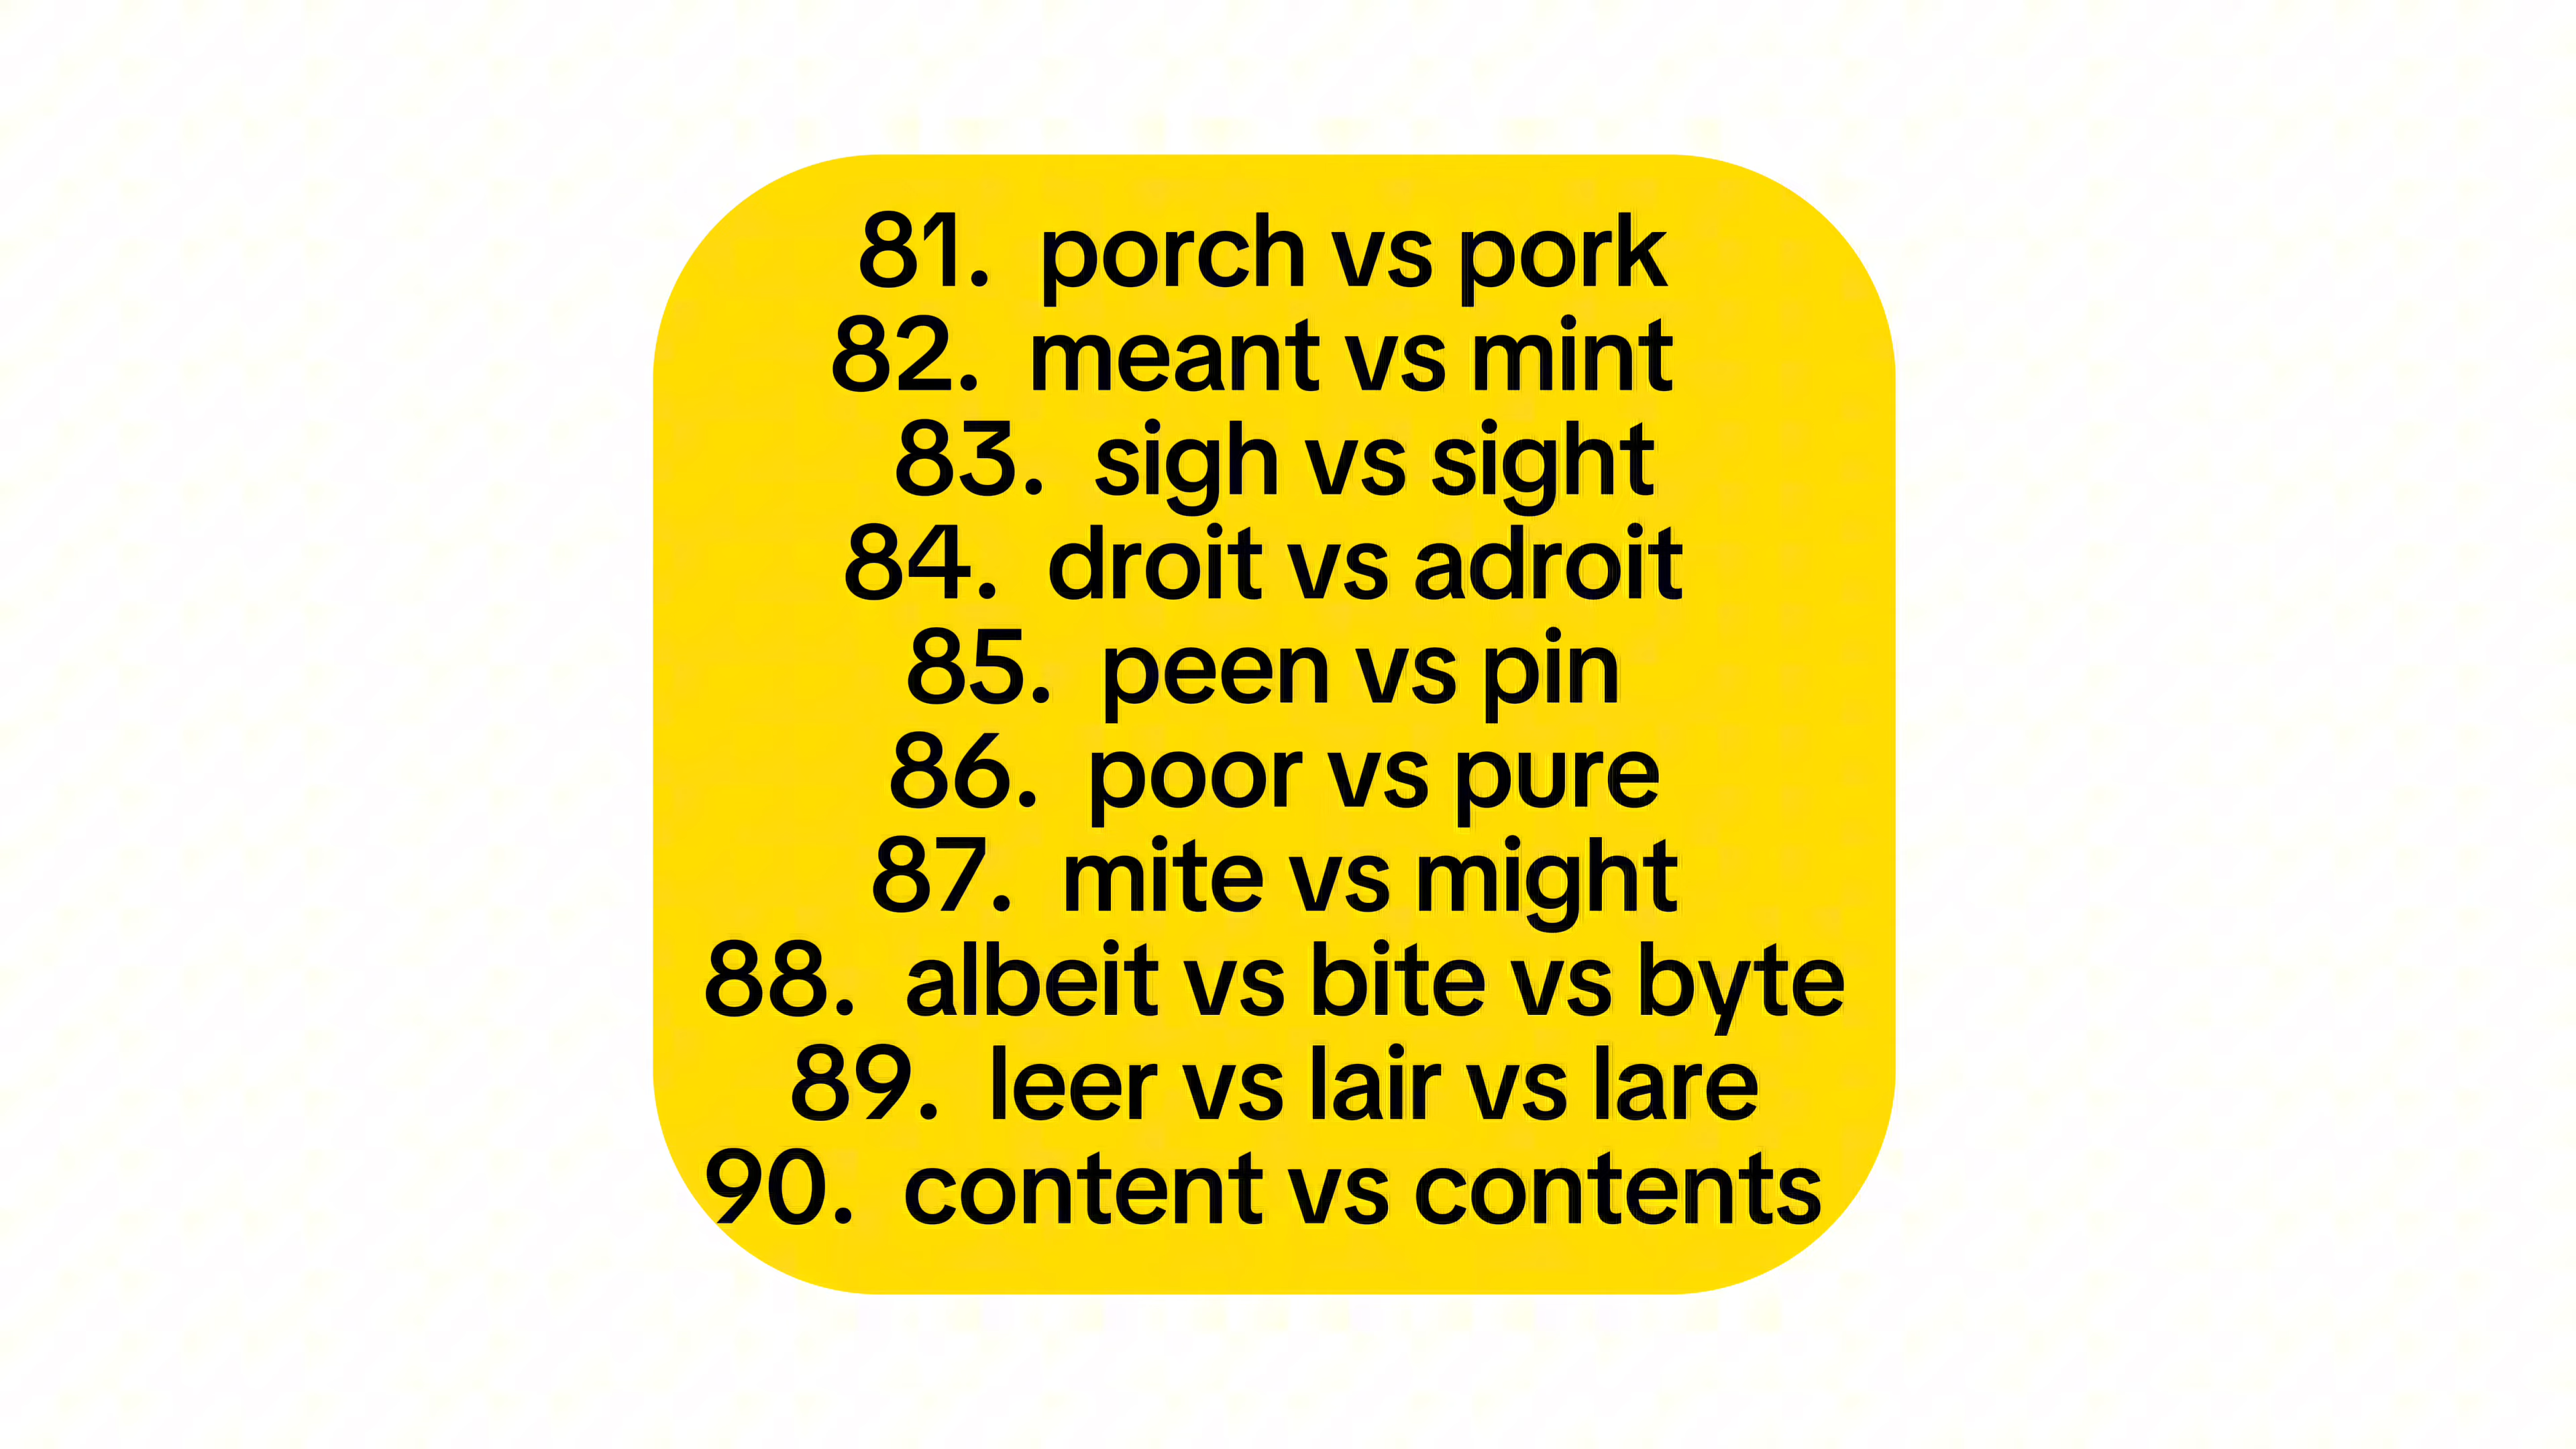 81. porch vs pork
82. meant vs mint
83. sigh vs sight
84. droit vs adroit
85. peen vs pin
86. poor vs pure
87. mite vs might
88. albeit vs bite vs byte
89. leer vs lair vs lare
90. content vs contents